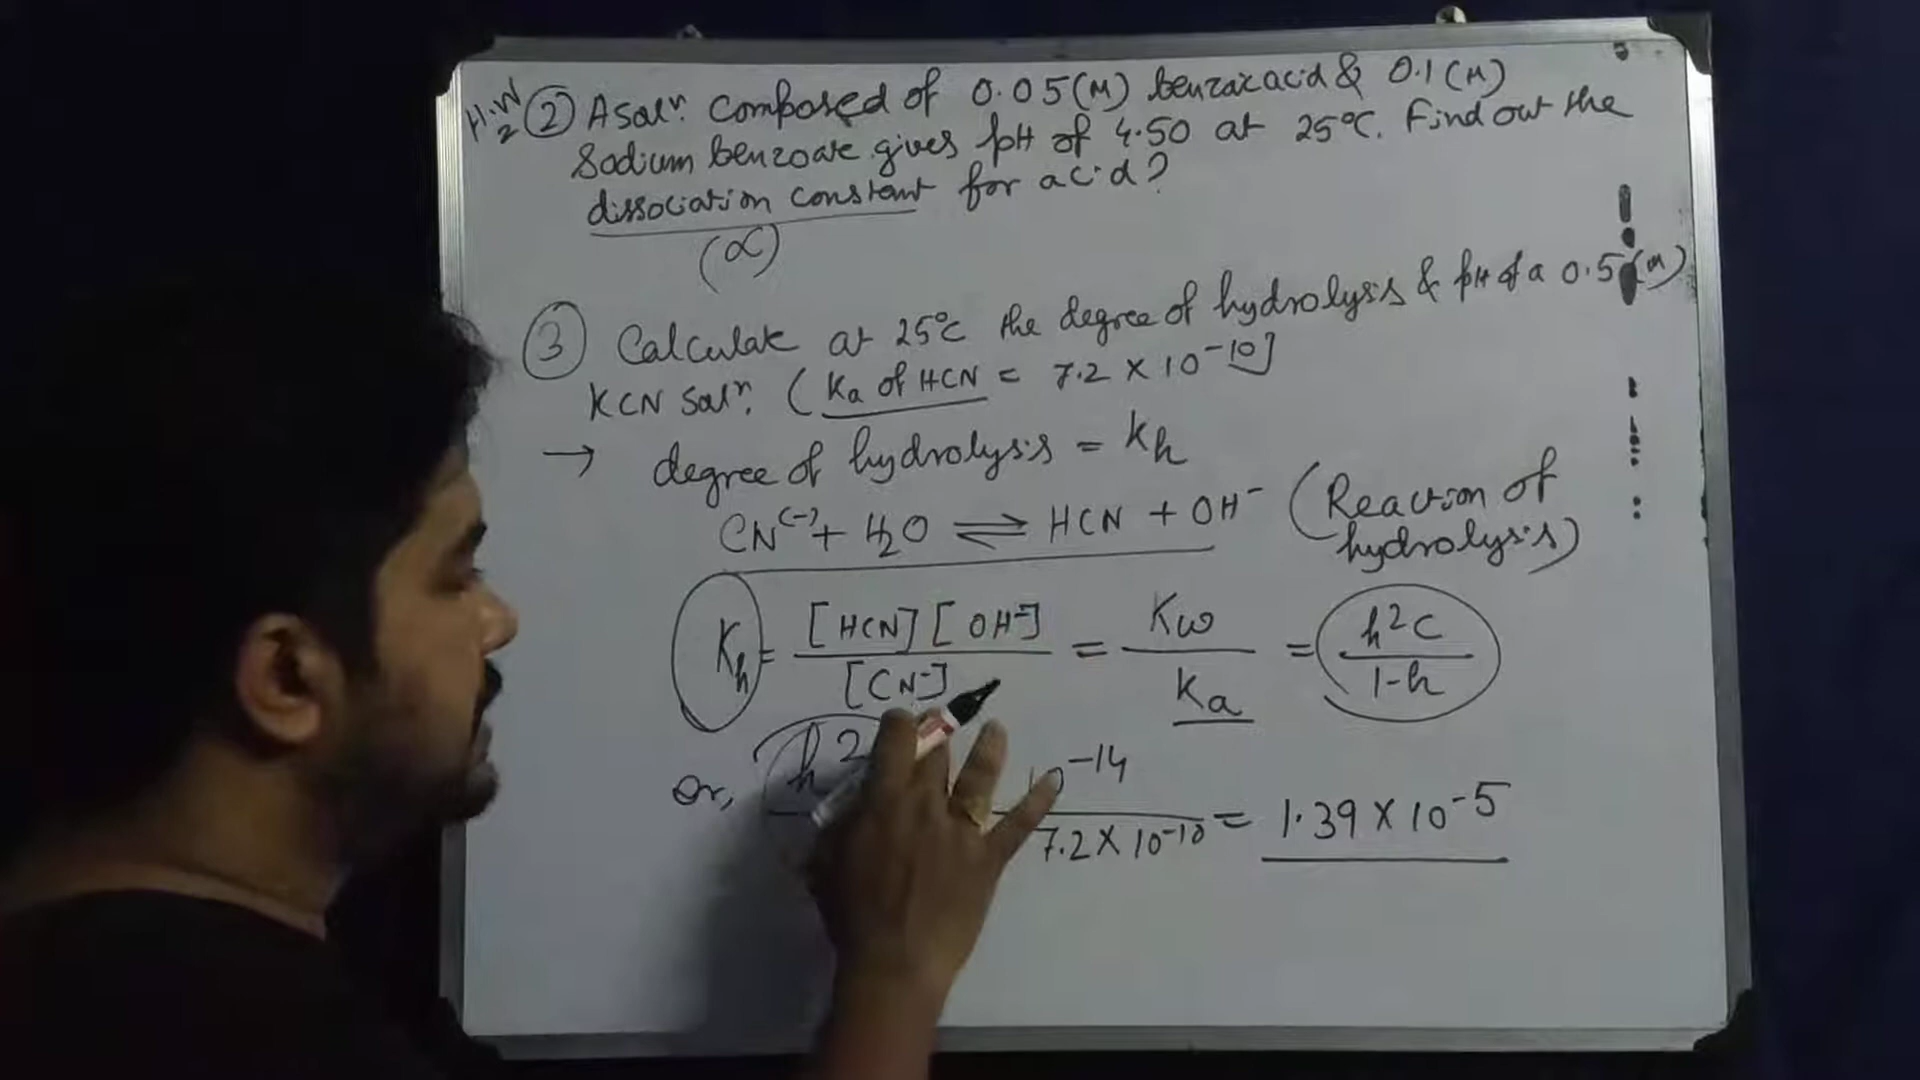 H.W 2 ② A solⁿ. composed of 0.05(M) benzoic acid & 0.1(M)
Sodium benzoate gives pH of 4.50 at 25°C. Find out the
dissociation constant for acid?
(α)
③ Calculate at 25°C the degree of hydrolysis & pH of a 0.5(M)
KCN solⁿ. (Ka of HCN = 7.2 × 10⁻¹⁰]
→ degree of hydrolysis = Kh
CN⁽⁻⁾ + H₂O ⇌ HCN + OH⁻ (Reaction of
hydrolysis)
Kh = [HCN][OH⁻] / [CN⁻] = Kw / Ka = h²c / 1-h
or, h² 10⁻¹⁴ / 7.2 × 10⁻¹⁰ = 1.39 × 10⁻⁵